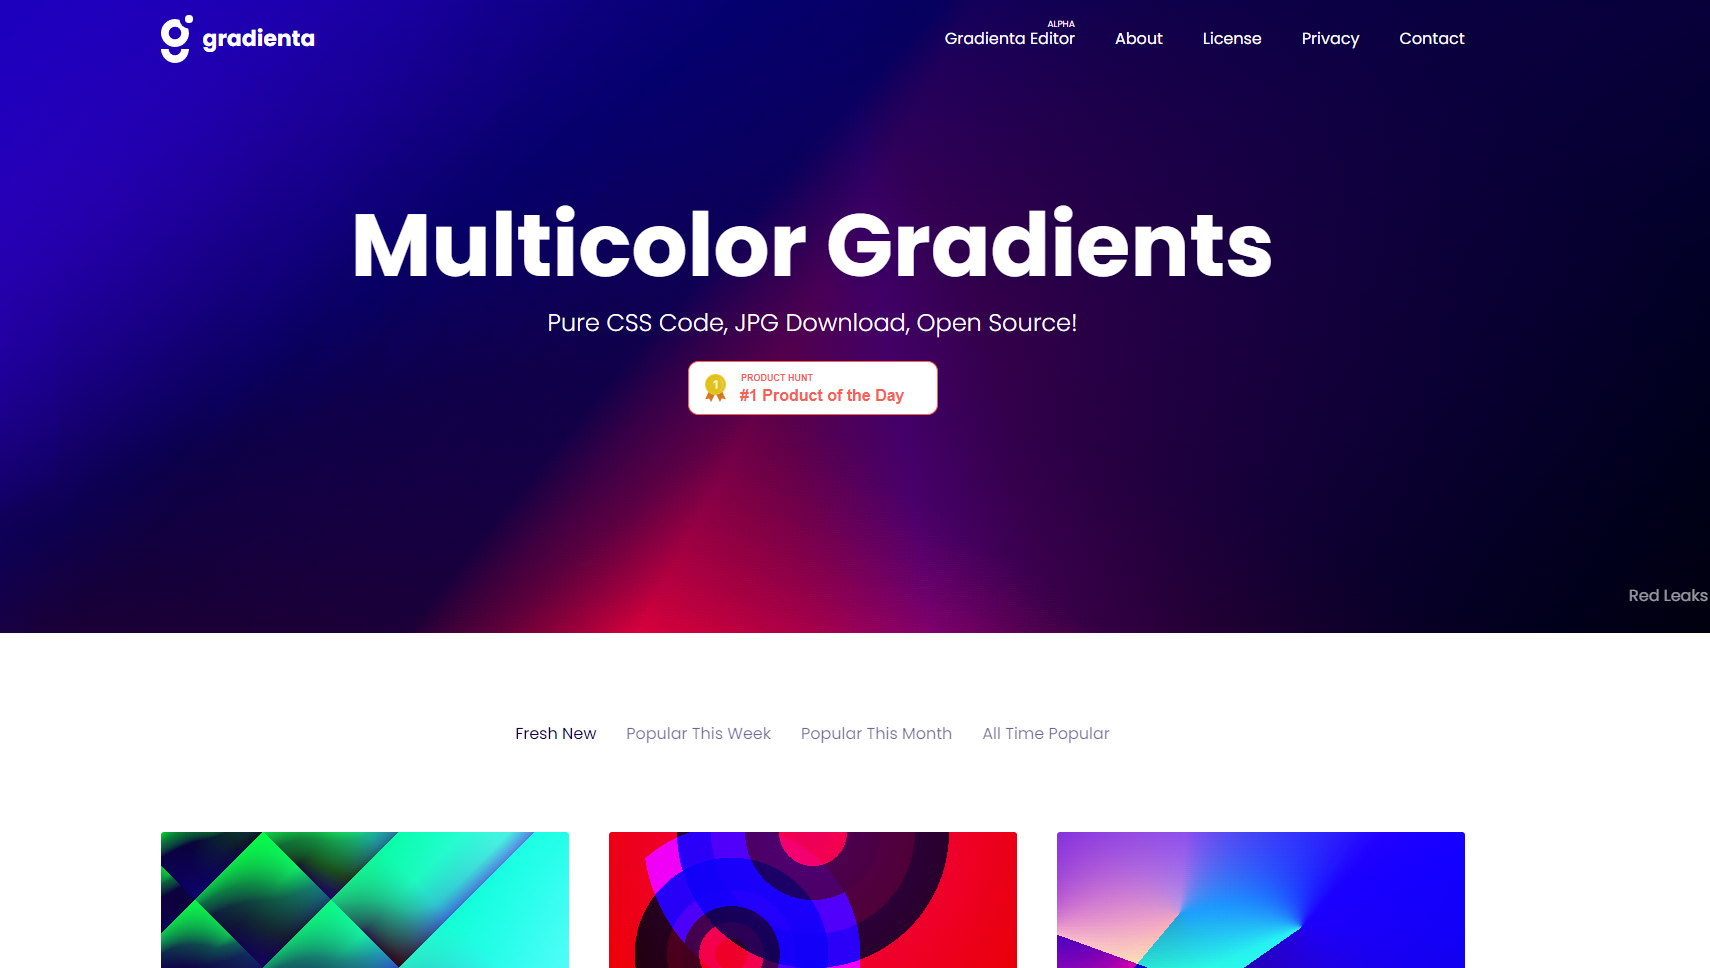 gradienta
ALPHA
Gradienta Editor
About
License
Privacy
Contact
Multicolor Gradients
Pure CSS Code, JPG Download, Open Source!
1
PRODUCT HUNT
#1 Product of the Day
Red Leaks
Fresh New
Popular This Week
Popular This Month
All Time Popular